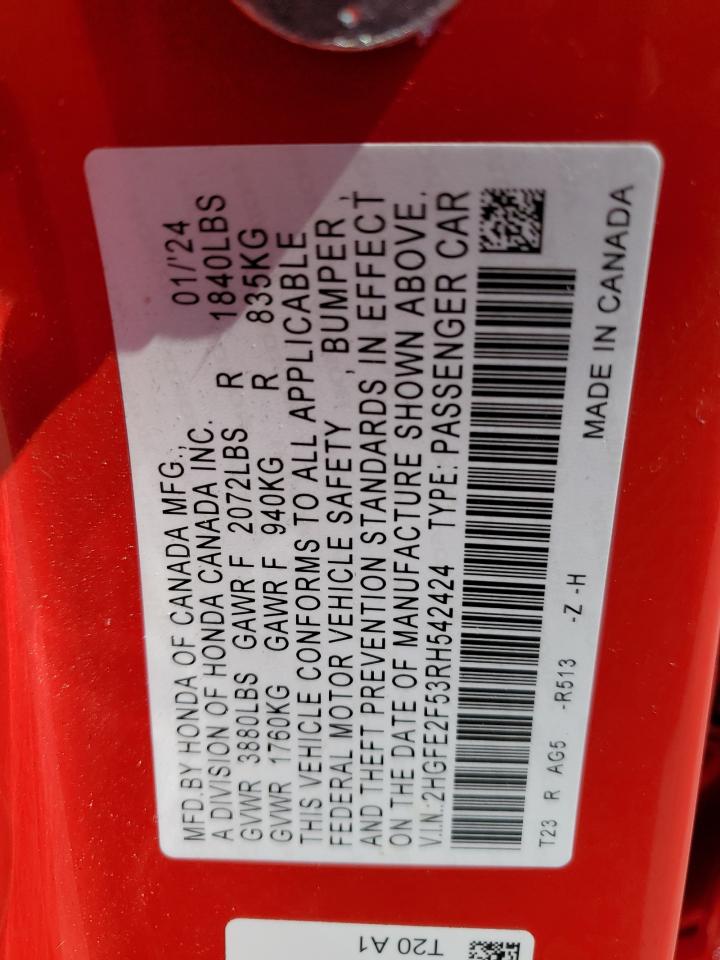 MFD.BY HONDA OF CANADA MFG., 01/'24
A DIVISION OF HONDA CANADA INC.
GVWR 3880LBS GAWR F 2072LBS R 1840LBS
GVWR 1760KG GAWR F 940KG R 835KG
THIS VEHICLE CONFORMS TO ALL APPLICABLE
FEDERAL MOTOR VEHICLE SAFETY , BUMPER ,
AND THEFT PREVENTION STANDARDS IN EFFECT
ON THE DATE OF MANUFACTURE SHOWN ABOVE.
V.I.N.:2HGFE2F53RH542424 TYPE: PASSENGER CAR
T23 R AG5 -R513 -Z -H MADE IN CANADA
T20 A1